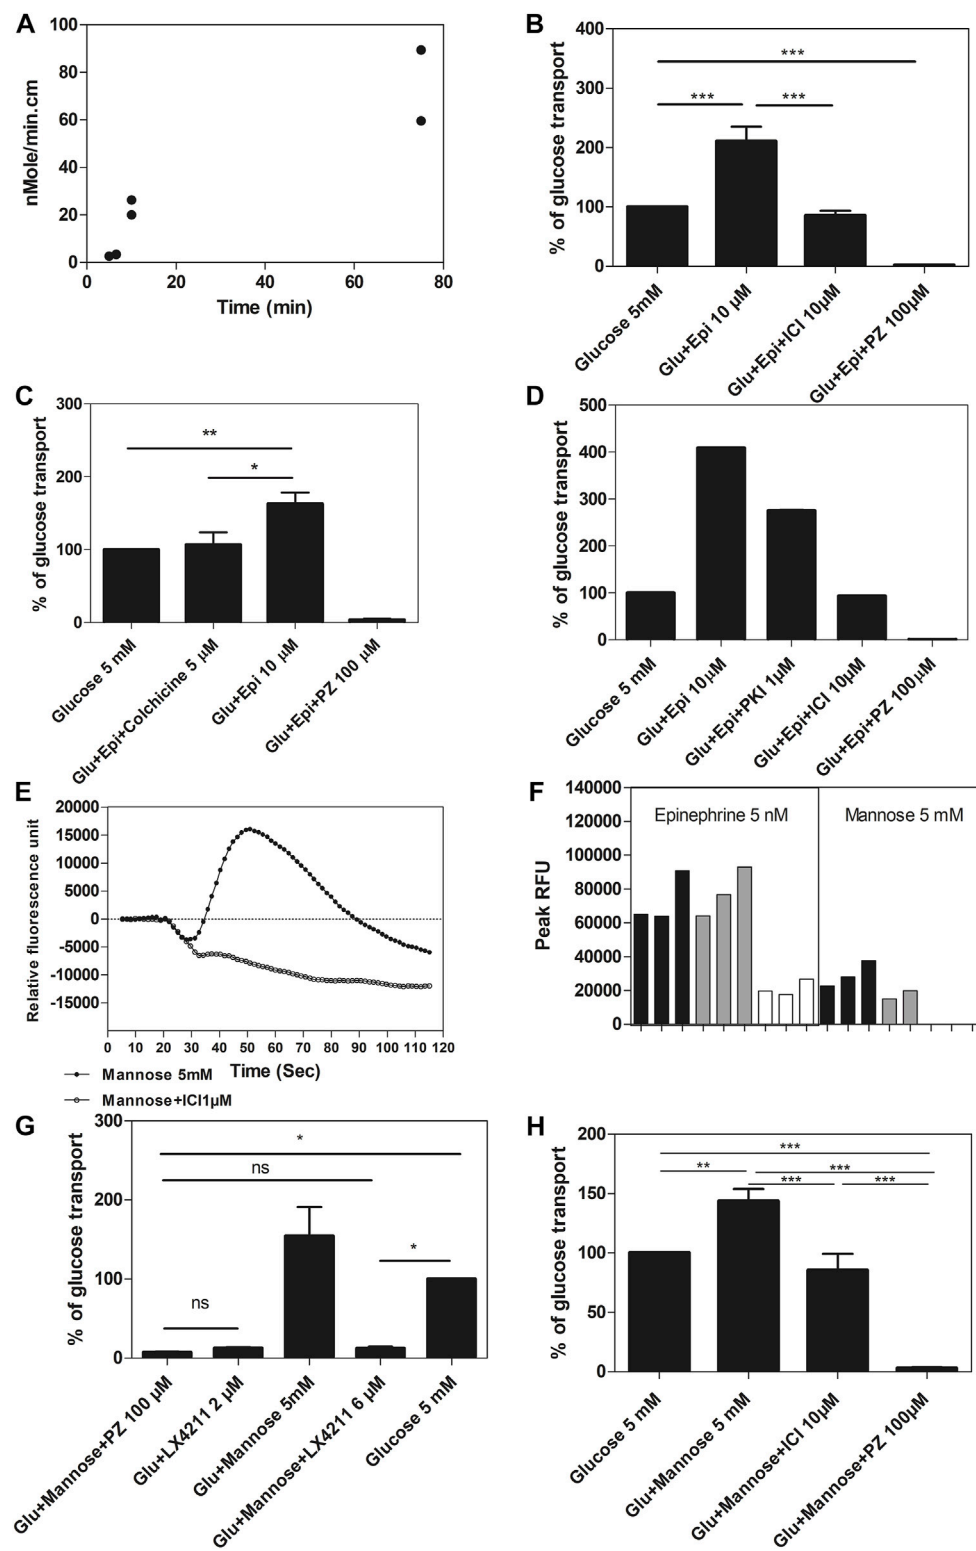 A
100
80
60
40
20
0
nMole/min.cm
0 20 40 60 80
Time (min)
B
400
300
200
100
0
% of glucose transport
***
*** ***
Glucose 5mM
Glu+Epi 10 µM
Glu+Epi+ICI 10µM
Glu+Epi+PZ 100µM
C
300
200
100
0
% of glucose transport
**
*
Glucose 5 mM
Glu+Epi+Colchicine 5 µM
Glu+Epi 10 µM
Glu+Epi+PZ 100 µM
D
500
400
300
200
100
0
% of glucose transport
Glucose 5 mM
Glu+Epi 10µM
Glu+Epi+PKI 1µM
Glu+Epi+ICI 10µM
Glu+Epi+PZ 100µM
E
20000
15000
10000
5000
0
-5000
-10000
-15000
Relative fluorescence unit
0 10 20 30 40 50 60 70 80 90 100 110 120
Time (Sec)
Mannose 5mM
Mannose+ICI1µM
F
140000
120000
100000
80000
60000
40000
20000
0
Peak RFU
Epinephrine 5 nM
Mannose 5 mM
G
300
200
100
0
% of glucose transport
*
ns
*
ns
Glu+Mannose+PZ 100 µM
Glu+LX4211 2 µM
Glu+Mannose 5mM
Glu+Mannose+LX4211 6 µM
Glucose 5 mM
H
200
150
100
50
0
% of glucose transport
***
** ***
*** ***
Glucose 5 mM
Glu+Mannose 5 mM
Glu+Mannose+ICI 10µM
Glu+Mannose+PZ 100µM